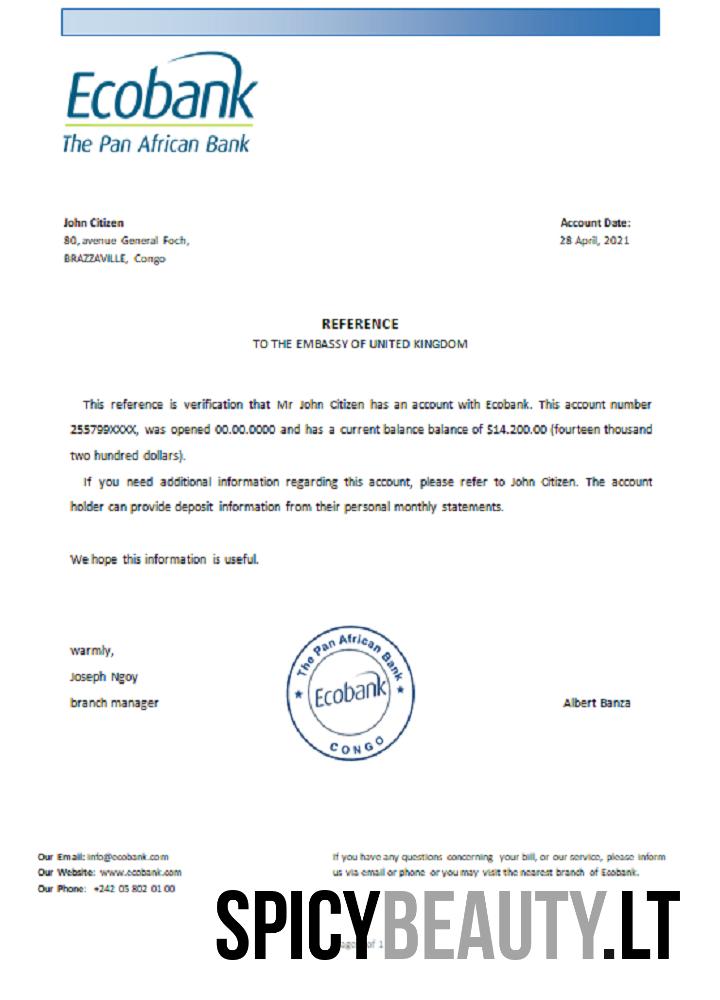 Ecobank
The Pan African Bank
John Citizen
80, avenue General Foch,
BRAZZAVILLE, Congo
Account Date:
28 April, 2021
REFERENCE
TO THE EMBASSY OF UNITED KINGDOM
This reference is verification that Mr John Citizen has an account with Ecobank. This account number
255799XXXX, was opened 00.00.0000 and has a current balance balance of $14.200.00 (fourteen thousand
two hundred dollars).
If you need additional information regarding this account, please refer to John Citizen. The account
holder can provide deposit information from their personal monthly statements.
We hope this information is useful.
warmly,
Joseph Ngoy
branch manager
The Pan African Bank
Ecobank
CONGO
Albert Banza
Our Email: info@ecobank.com
Our Website: www.ecobank.com
Our Phone: +242 05 802 01 00
If you have any questions concerning your bill, or our service, please inform
us via email or phone or you may visit the nearest branch of Ecobank.
SPICYBEAUTY.LT
of 1